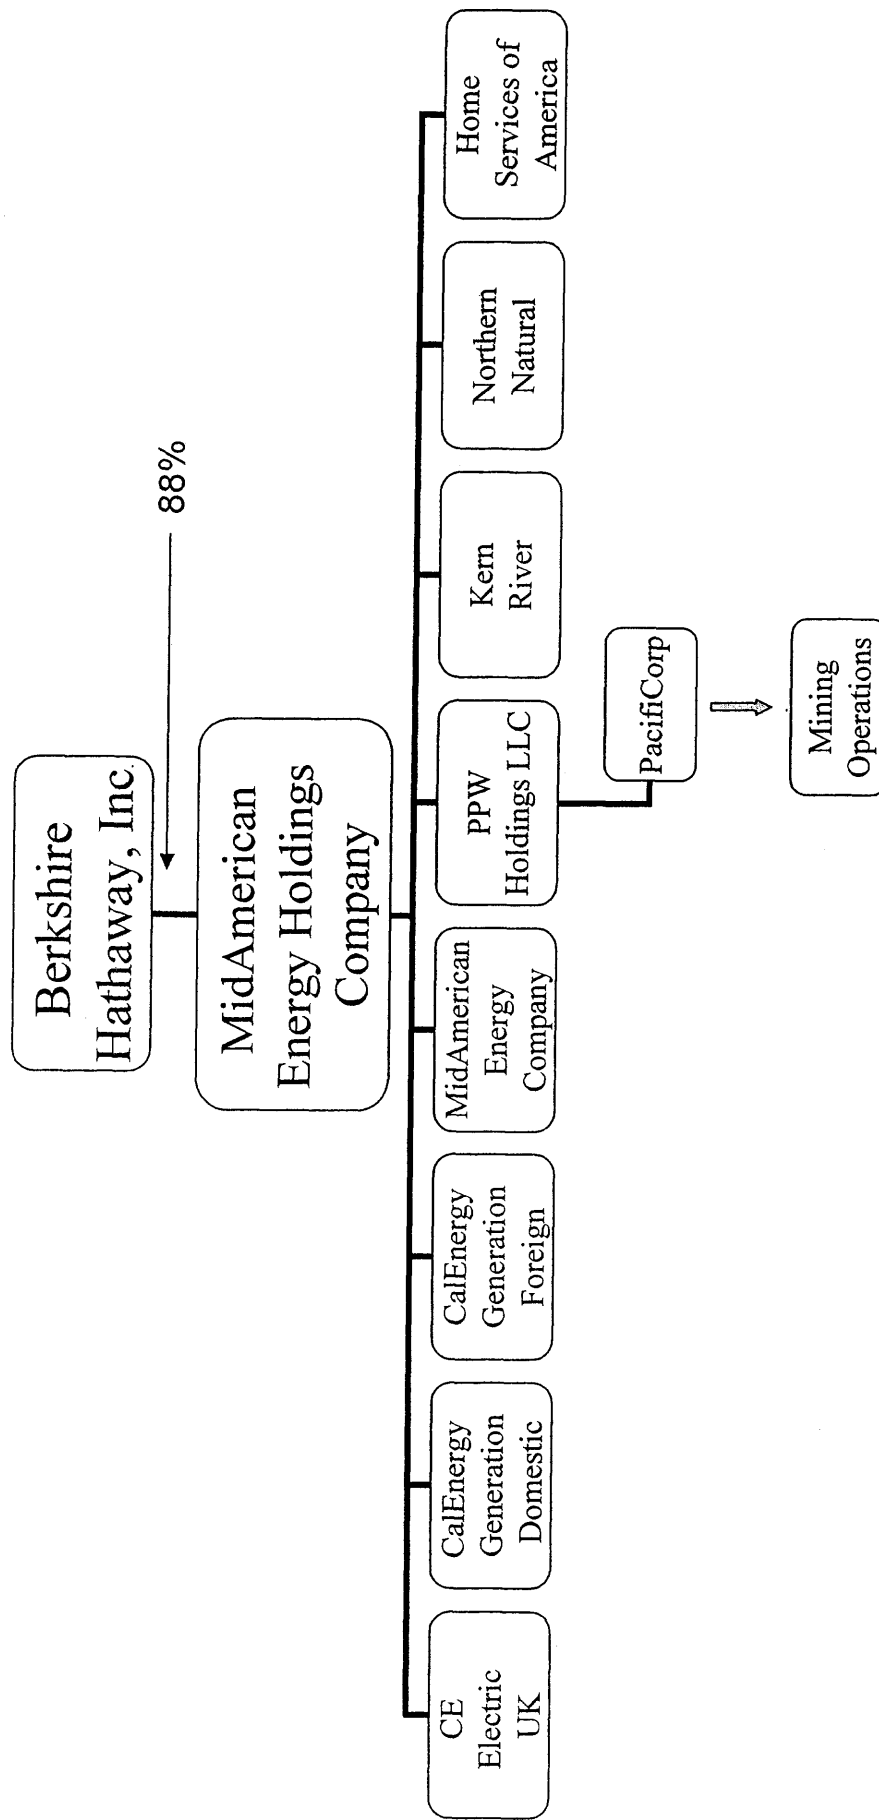 Berkshire
Hathaway, Inc.
88%
MidAmerican
Energy Holdings
Company
CE
Electric
UK
CalEnergy
Generation
Domestic
CalEnergy
Generation
Foreign
MidAmerican
Energy
Company
PPW
Holdings LLC
Kern
River
Northern
Natural
Home
Services of
America
PacifiCorp
Mining
Operations